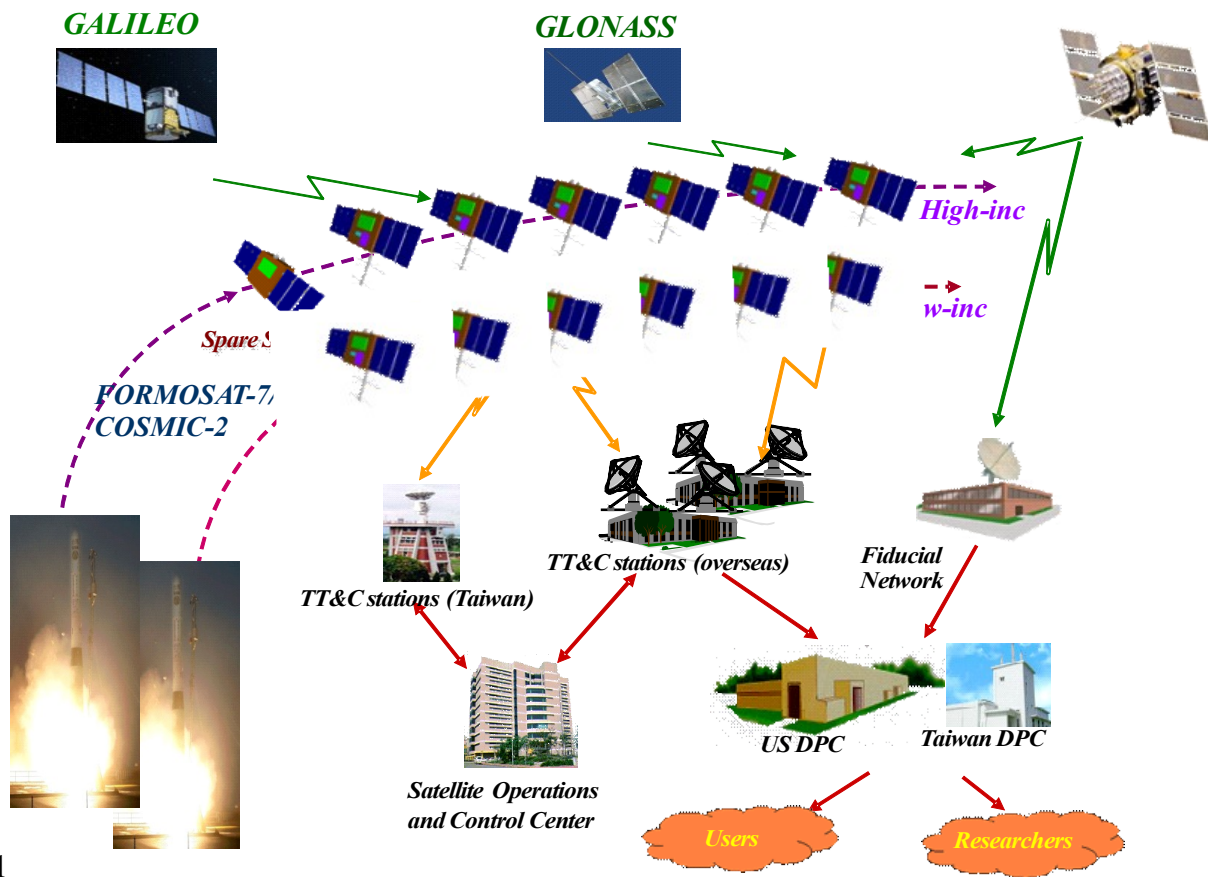 GALILEO
GLONASS
High-inc
w-inc
Spare S
FORMOSAT-7/
COSMIC-2
TT&C stations (Taiwan)
TT&C stations (overseas)
Fiducial
Network
Satellite Operations
and Control Center
US DPC
Taiwan DPC
Users
Researchers
1